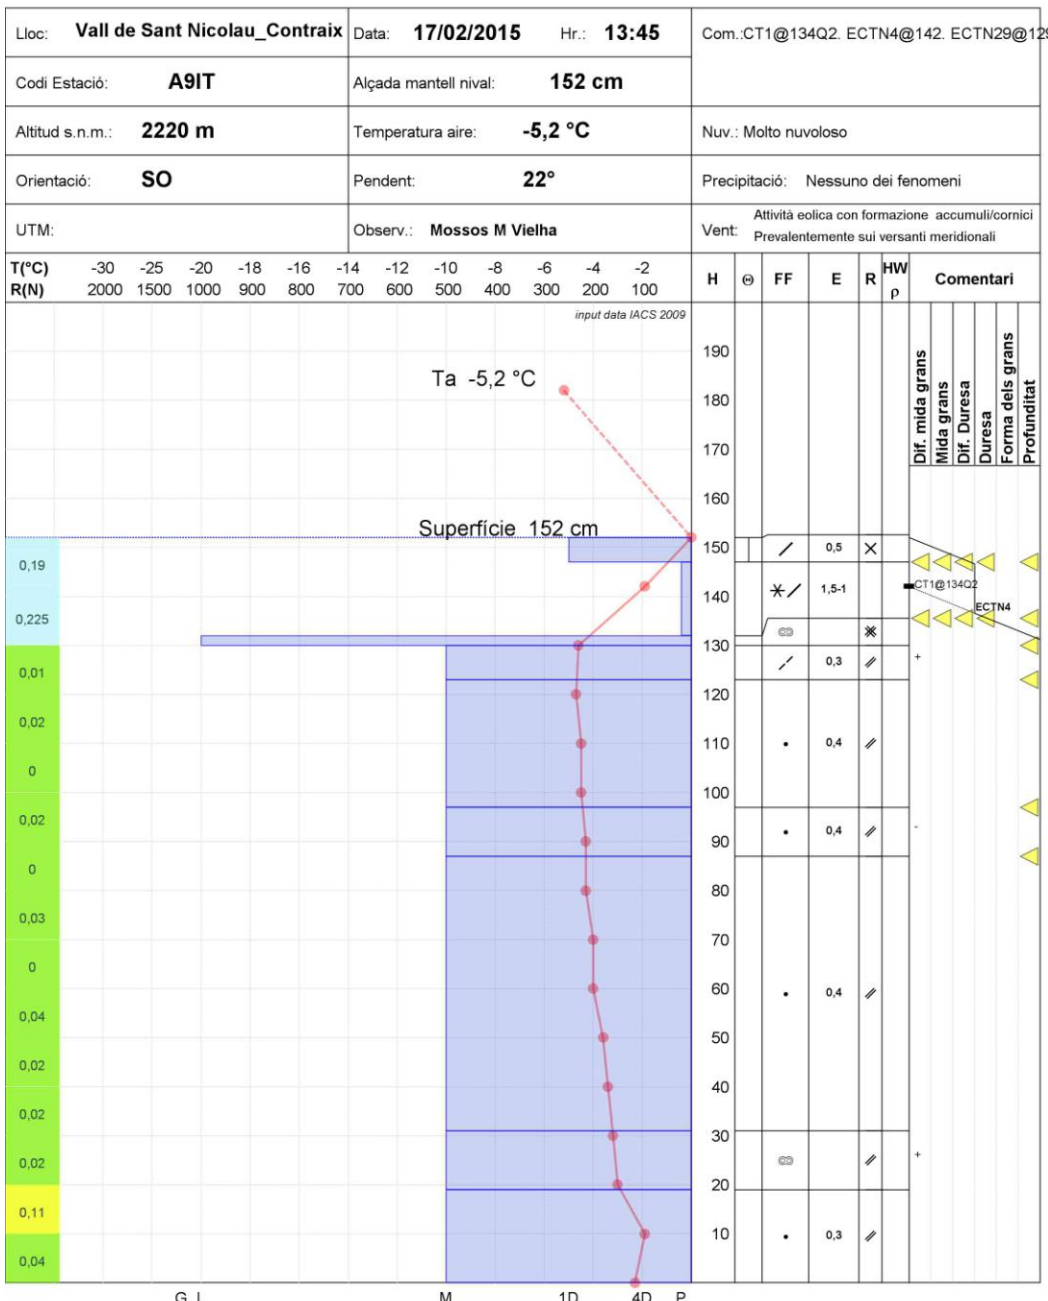 Lloc: Vall de Sant Nicolau_Contraix Data: 17/02/2015 Hr.: 13:45 Com.:CT1@134Q2. ECTN4@142. ECTN29@129
Codi Estació: A9IT Alçada mantell nival: 152 cm
Altitud s.n.m.: 2220 m Temperatura aire: -5,2 °C Nuv.: Molto nuvoloso
Orientació: SO Pendent: 22° Precipitació: Nessuno dei fenomeni
UTM: Observ.: Mossos M Vielha Vent: Attività eolica con formazione accumuli/cornici
Prevalentemente sui versanti meridionali
T(°C) -30 -25 -20 -18 -16 -14 -12 -10 -8 -6 -4 -2
R(N) 2000 1500 1000 900 800 700 600 500 400 300 200 100
H Θ FF E R HW ρ Comentari
input data IACS 2009
Dif. mida grans
Mida grans
Dif. Duresa
Duresa
Forma dels grans
Profunditat
190
Ta -5,2 °C
180
170
160
Superfície 152 cm
150 0,5
0,19
CT1@134Q2
140 1,5-1
ECTN4
0,225
130
0,3 +
0,01
120
0,02
110 0,4
0
100
0,02
90 0,4 -
0
80
0,03
70
0
60 0,4
0,04
50
0,02
40
0,02
30
0,02 +
20
0,11
10 0,3
0,04
G I M 1D 4D P